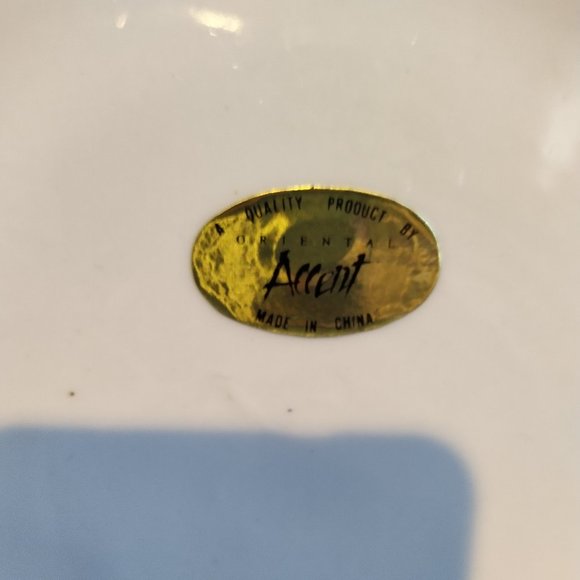 A QUALITY PRODUCT BY
ORIENTAL
Accent
MADE IN CHINA